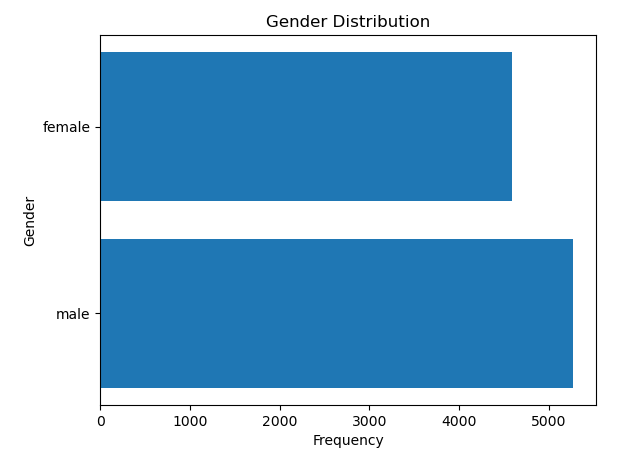 Gender Distribution
female
Gender
male
0 1000 2000 3000 4000 5000
Frequency